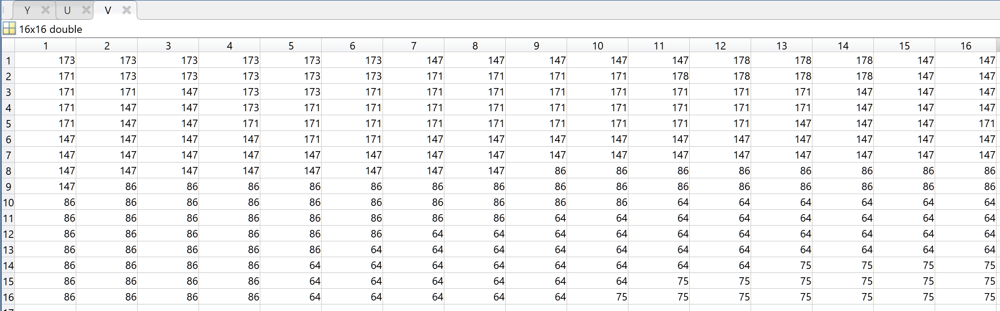 Y U V
16x16 double
1 2 3 4 5 6 7 8 9 10 11 12 13 14 15 16
1 173 173 173 173 173 173 147 147 147 147 147 178 178 178 147 147
2 171 173 173 173 173 173 171 171 171 171 178 178 178 178 147 147
3 171 171 147 173 173 171 171 171 171 171 171 171 171 147 147 147
4 171 147 147 173 171 171 171 171 171 171 171 171 171 147 147 147
5 171 147 147 171 171 171 171 171 171 171 171 171 147 147 147 171
6 147 147 147 147 171 171 147 147 147 147 147 147 147 147 147 147
7 147 147 147 147 147 147 147 147 147 147 147 147 147 147 147 147
8 147 147 147 147 147 147 147 147 86 86 86 86 86 86 86 86
9 147 86 86 86 86 86 86 86 86 86 86 86 86 86 86 86
10 86 86 86 86 86 86 86 86 86 86 64 64 64 64 64 64
11 86 86 86 86 86 86 86 86 64 64 64 64 64 64 64 64
12 86 86 86 86 86 86 64 64 64 64 64 64 64 64 64 64
13 86 86 86 86 86 64 64 64 64 64 64 64 64 64 64 64
14 86 86 86 86 64 64 64 64 64 64 64 64 75 75 75 75
15 86 86 86 86 64 64 64 64 64 64 75 75 75 75 75 75
16 86 86 86 86 64 64 64 64 64 75 75 75 75 75 75 75